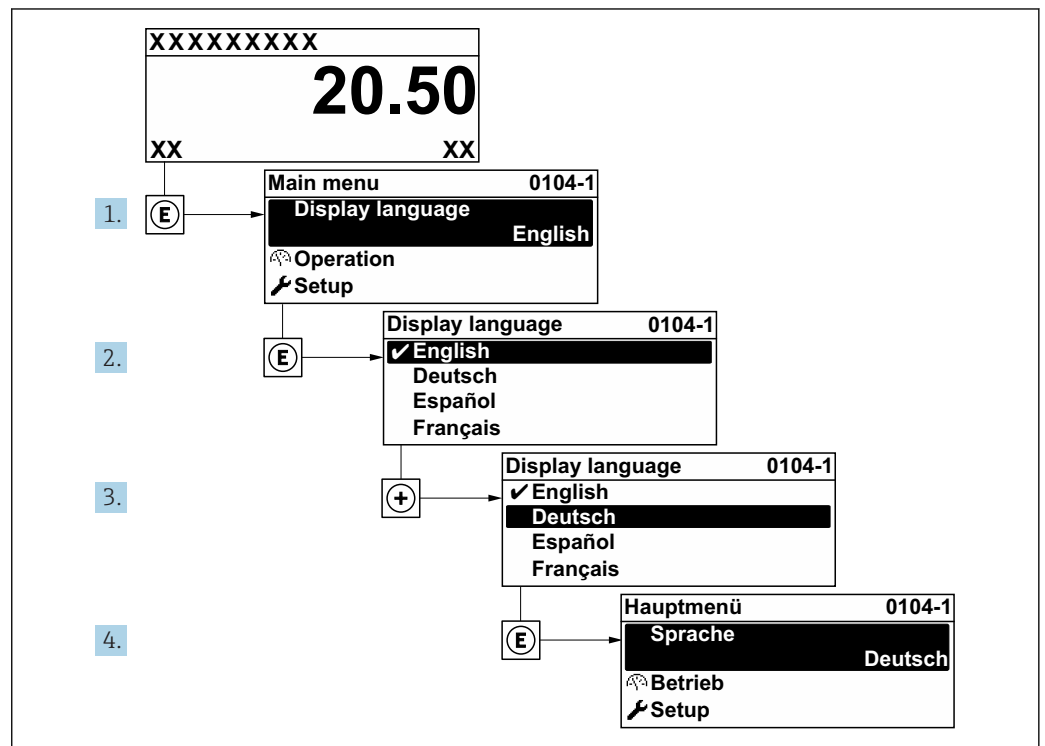 XXXXXXXXX
20.50
XX XX
1. E
Main menu 0104-1
Display language
English
Operation
Setup
2. E
Display language 0104-1
✔English
Deutsch
Español
Français
3. +
Display language 0104-1
✔English
Deutsch
Español
Français
4. E
Hauptmenü 0104-1
Sprache
Deutsch
Betrieb
Setup